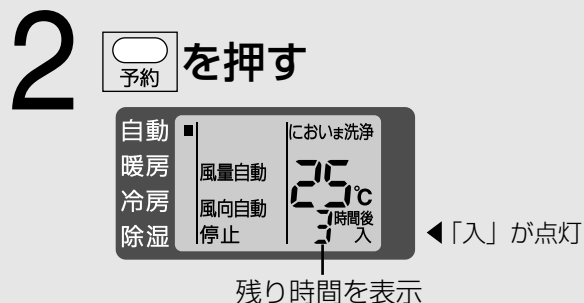 2 予約 を押す
自動 ■ においま洗浄
暖房 風量自動 25℃
冷房 風向自動 3時間後
除湿 停止 入 ◀「入」が点灯
残り時間を表示